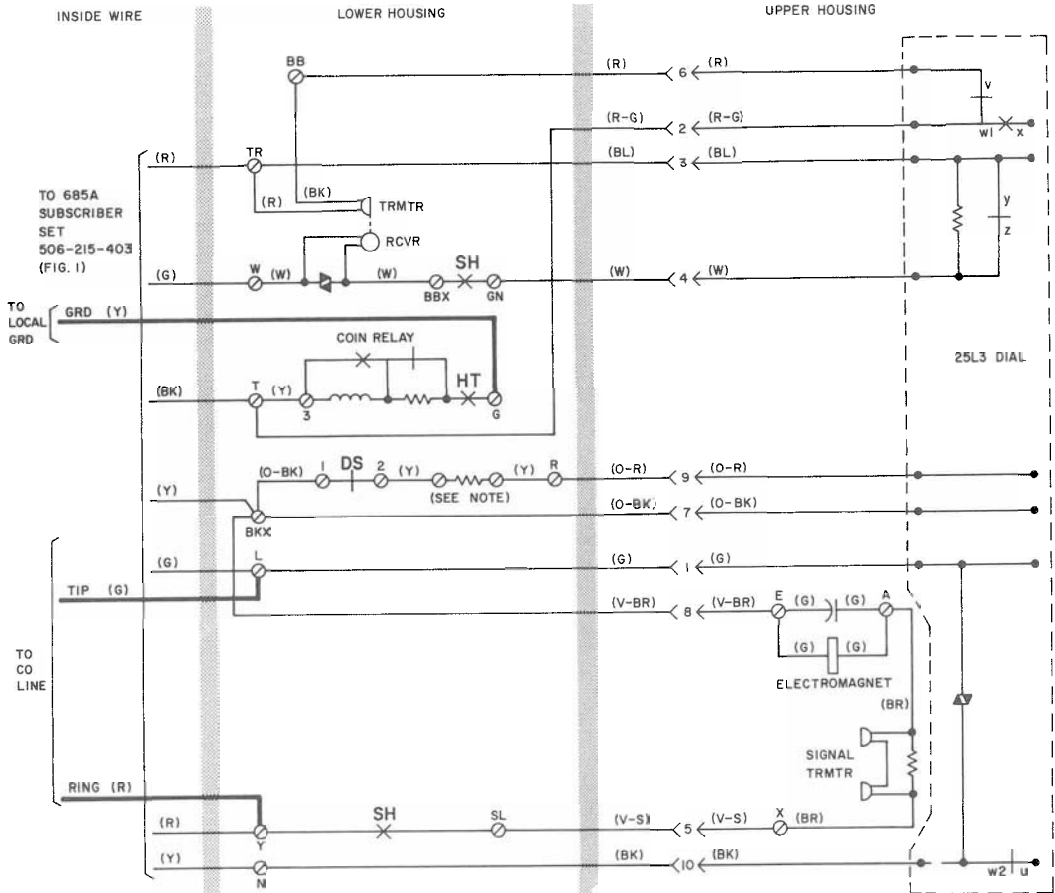 INSIDE WIRE LOWER HOUSING UPPER HOUSING
BB (R) 6 (R)
v
(R-G) 2 (R-G) w1 x
(R) TR (BL) 3 (BL)
TO 685A
SUBSCRIBER
SET
506-215-403
(FIG. 1)
(BK)
(R) TRMTR
y
z
RCVR
(G) W (W) (W) BBX SH GN (W) 4 (W)
TO
LOCAL
GRD
GRD (Y)
COIN RELAY
25L3 DIAL
(BK) T (Y) 3 HT G
(O-BK) 1 DS 2 (Y) (Y) R (O-R) 9 (O-R)
(SEE NOTE)
(Y) BKX (O-BK) 7 (O-BK)
(G) L (G) 1 (G)
TIP (G)
(V-BR) 8 (V-BR) E (G) (G) A
(G) (G)
ELECTROMAGNET
TO
CO
LINE
(BR)
SIGNAL
TRMTR
RING (R)
(R) Y SH SL (V-S) 5 (V-S) X (BR)
(Y) N (BK) 10 (BK) w2 u